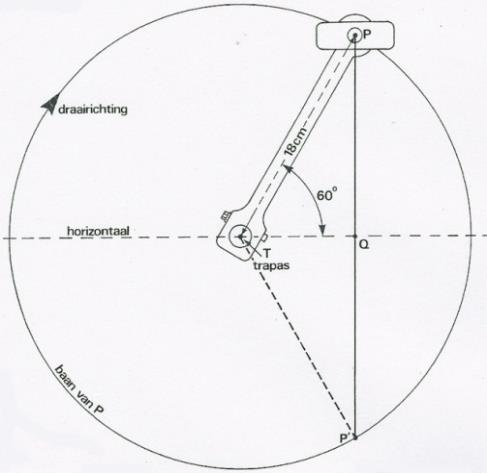 P
draairichting
18cm
60°
horizontaal
Q
T
trapas
baan van P
P'